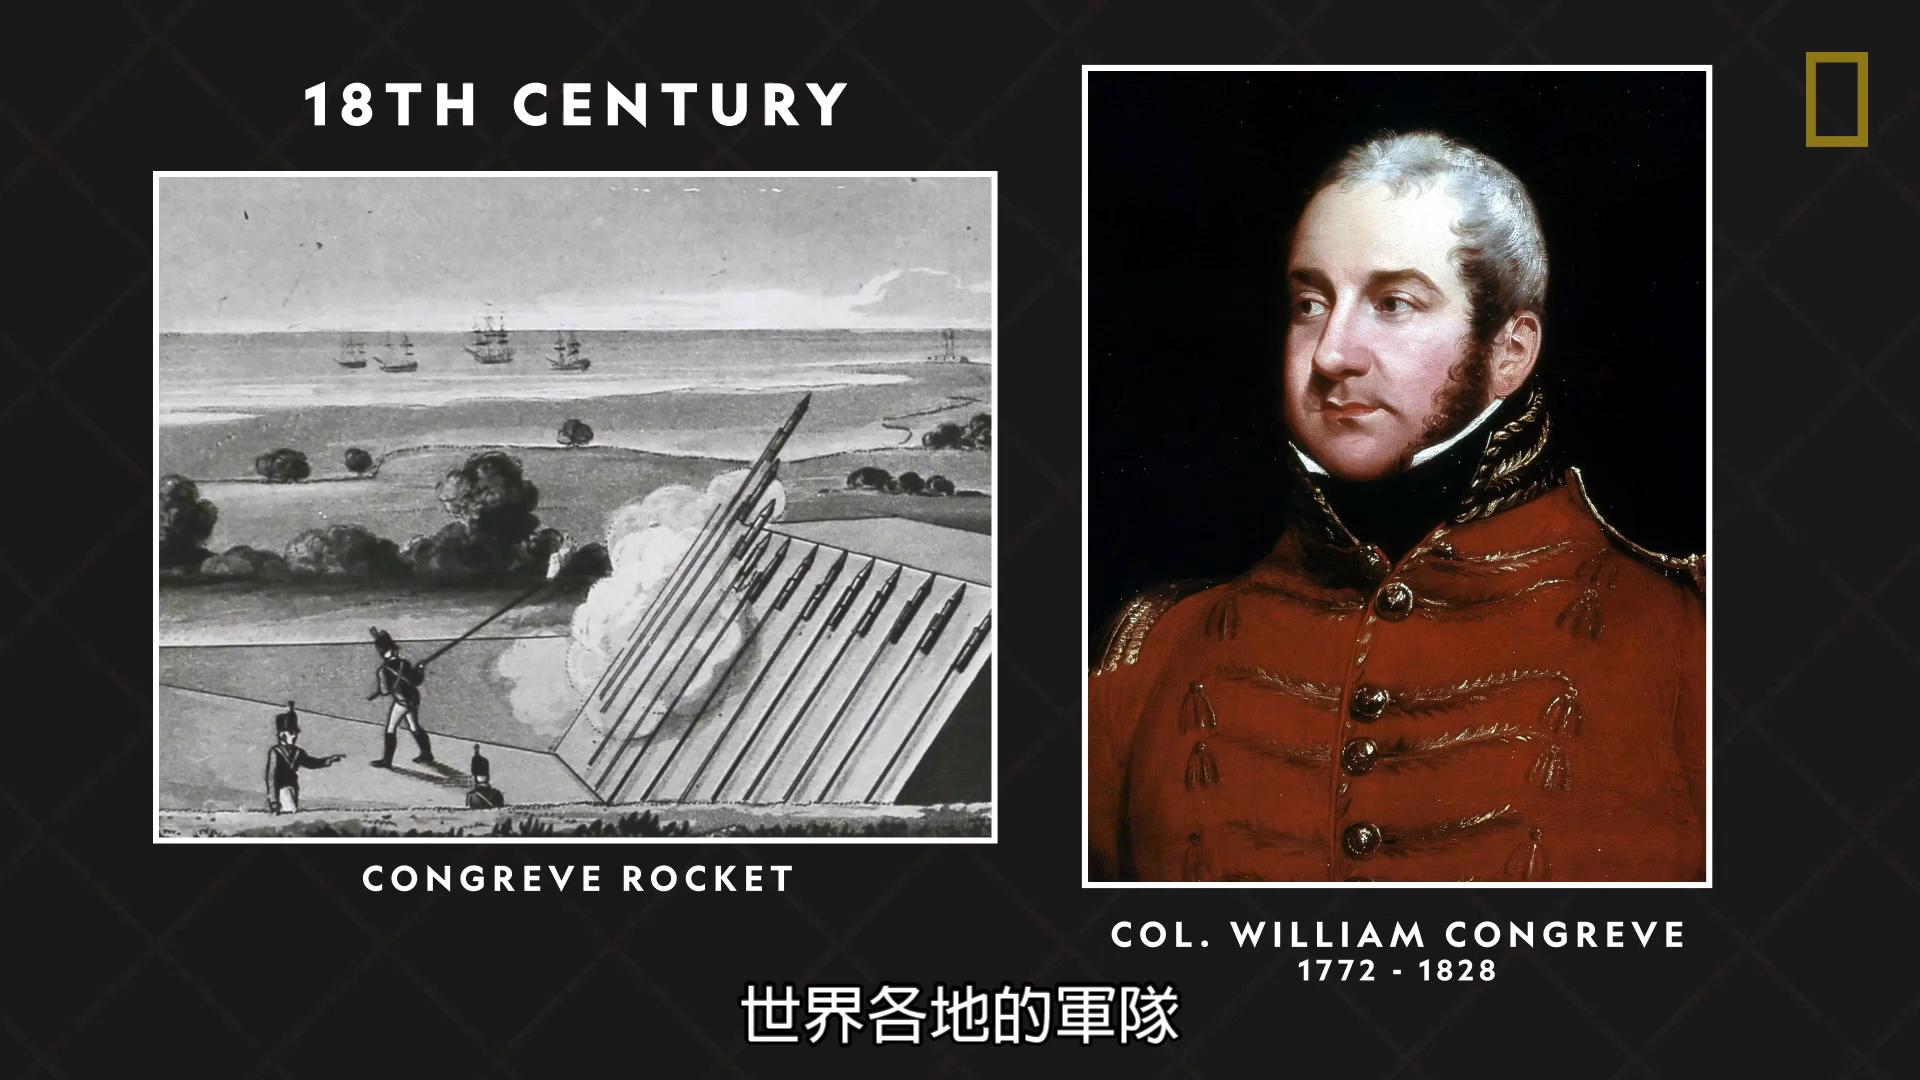 18TH CENTURY
CONGREVE ROCKET
COL. WILLIAM CONGREVE
1772 - 1828
世界各地的軍隊